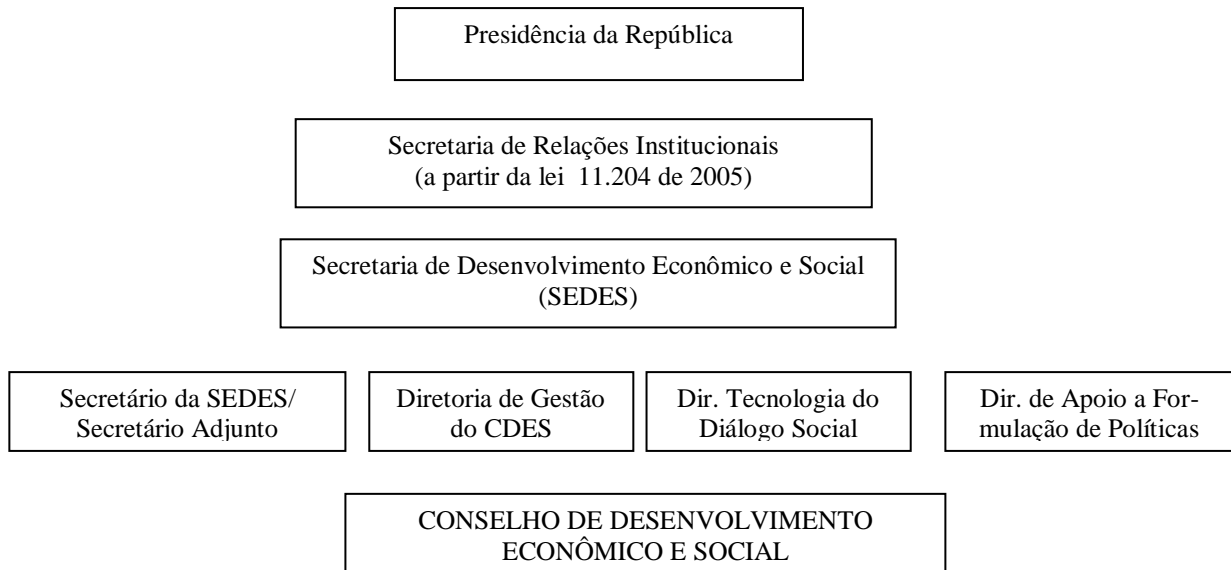 Presidência da República
Secretaria de Relações Institucionais
(a partir da lei 11.204 de 2005)
Secretaria de Desenvolvimento Econômico e Social
(SEDES)
Secretário da SEDES/
Secretário Adjunto
Diretoria de Gestão
do CDES
Dir. Tecnologia do
Diálogo Social
Dir. de Apoio a For-
mulação de Políticas
CONSELHO DE DESENVOLVIMENTO
ECONÔMICO E SOCIAL